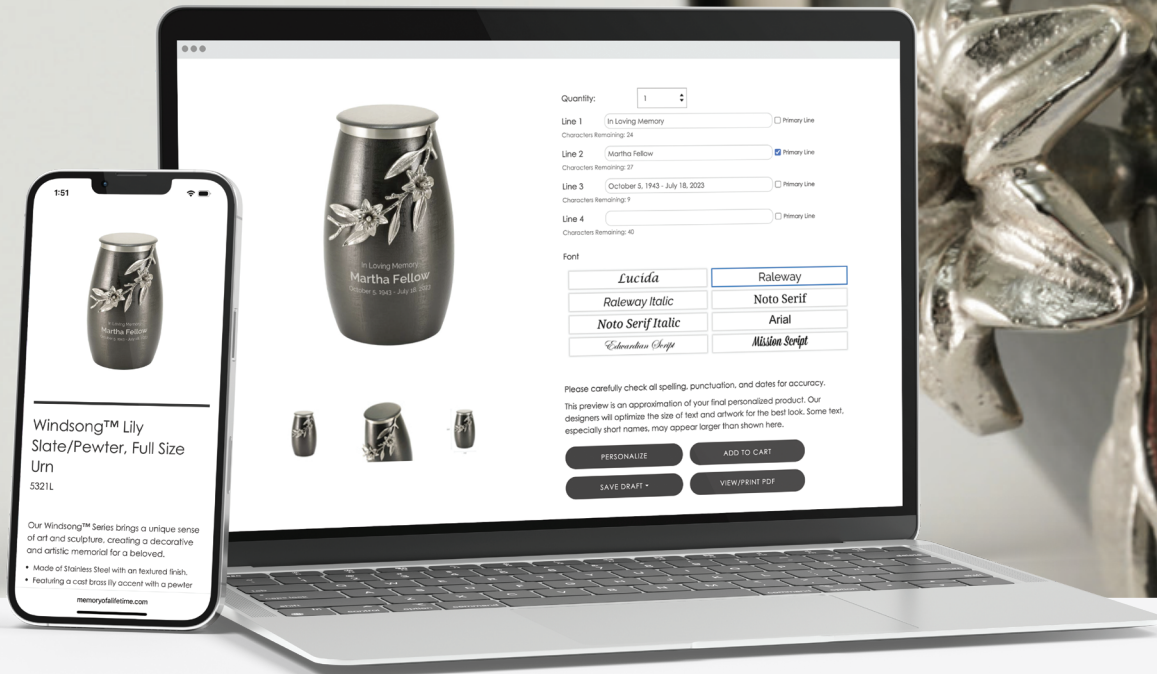 Quantity:
1
Line 1
In Loving Memory
Primary Line
Characters Remaining: 24
Line 2
Martha Fellow
Primary Line
Characters Remaining: 27
Line 3
October 5, 1943 - July 18, 2023
Primary Line
Characters Remaining: 9
Line 4
Primary Line
Characters Remaining: 40
Font
Lucida
Raleway
Raleway Italic
Noto Serif
Noto Serif Italic
Arial
Edwardian Script
Mission Script
Please carefully check all spelling, punctuation, and dates for accuracy.
This preview is an approximation of your final personalized product. Our
designers will optimize the size of text and artwork for the best look. Some text,
especially short names, may appear larger than shown here.
PERSONALIZE
ADD TO CART
SAVE DRAFT
VIEW/PRINT PDF
In Loving Memory
Martha Fellow
October 5, 1943 - July 18, 2023
1:51
In Loving Memory
Martha Fellow
Windsong™ Lily
Slate/Pewter, Full Size
Urn
5321L
Our Windsong™ Series brings a unique sense
of art and sculpture, creating a decorative
and artistic memorial for a beloved.
• Made of Stainless Steel with an textured finish.
• Featuring a cast brass lily accent with a pewter
memoryofalifetime.com